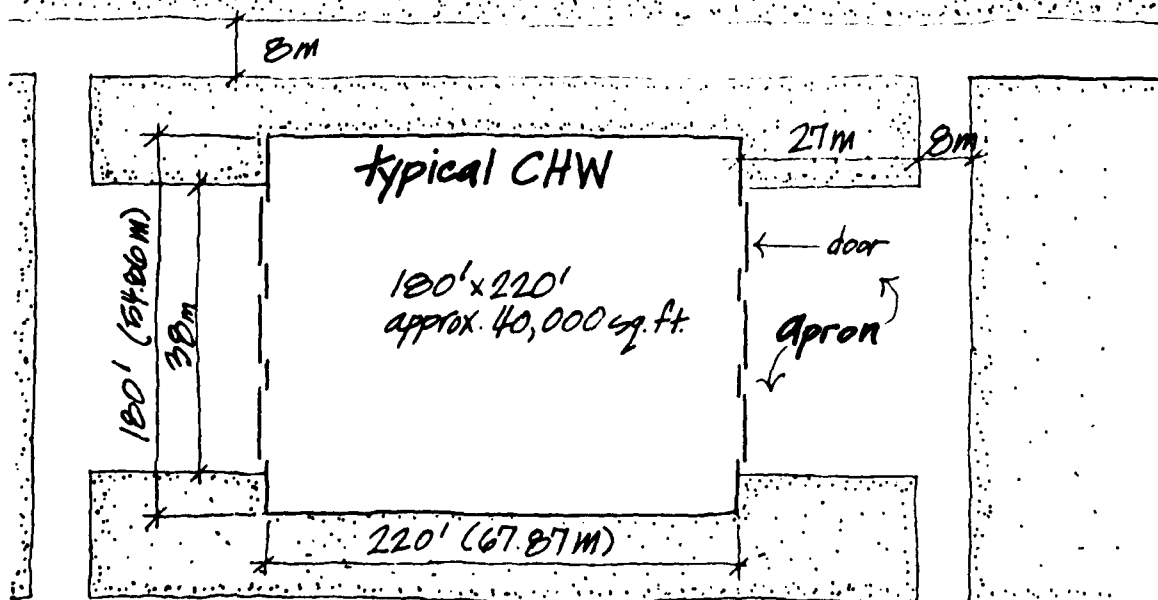 8m
27m
8m
typical CHW
door
180' (54.86m)
38m
180' x 220'
approx. 40,000 sq. ft.
apron
220' (67.87m)